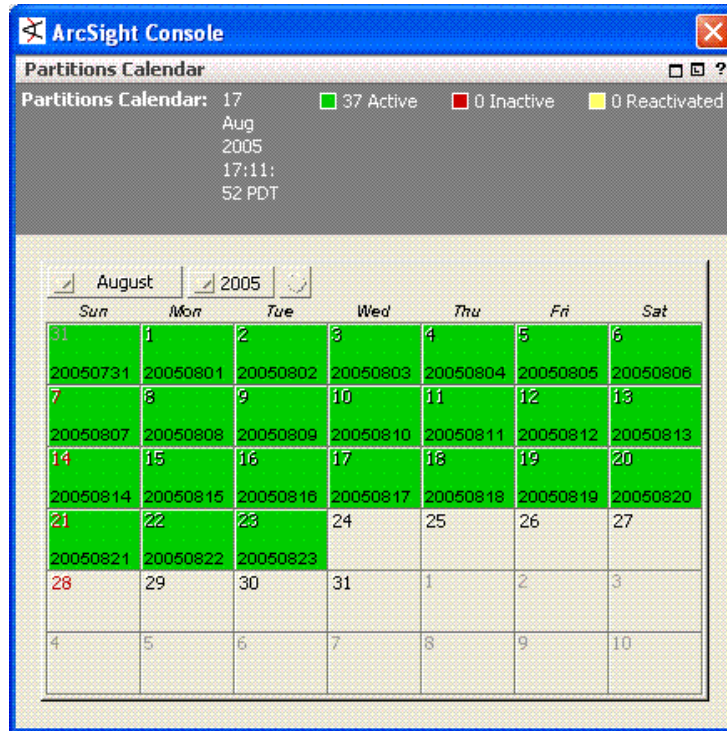 ArcSight Console
Partitions Calendar
?
Partitions Calendar: 17 Aug 2005 17:11:52 PDT
37 Active 0 Inactive 0 Reactivated
August 2005
Sun Mon Tue Wed Thu Fri Sat
31 1 2 3 4 5 6
20050731 20050801 20050802 20050803 20050804 20050805 20050806
7 8 9 10 11 12 13
20050807 20050808 20050809 20050810 20050811 20050812 20050813
14 15 16 17 18 19 20
20050814 20050815 20050816 20050817 20050818 20050819 20050820
21 22 23 24 25 26 27
20050821 20050822 20050823
28 29 30 31 1 2 3
4 5 6 7 8 9 10